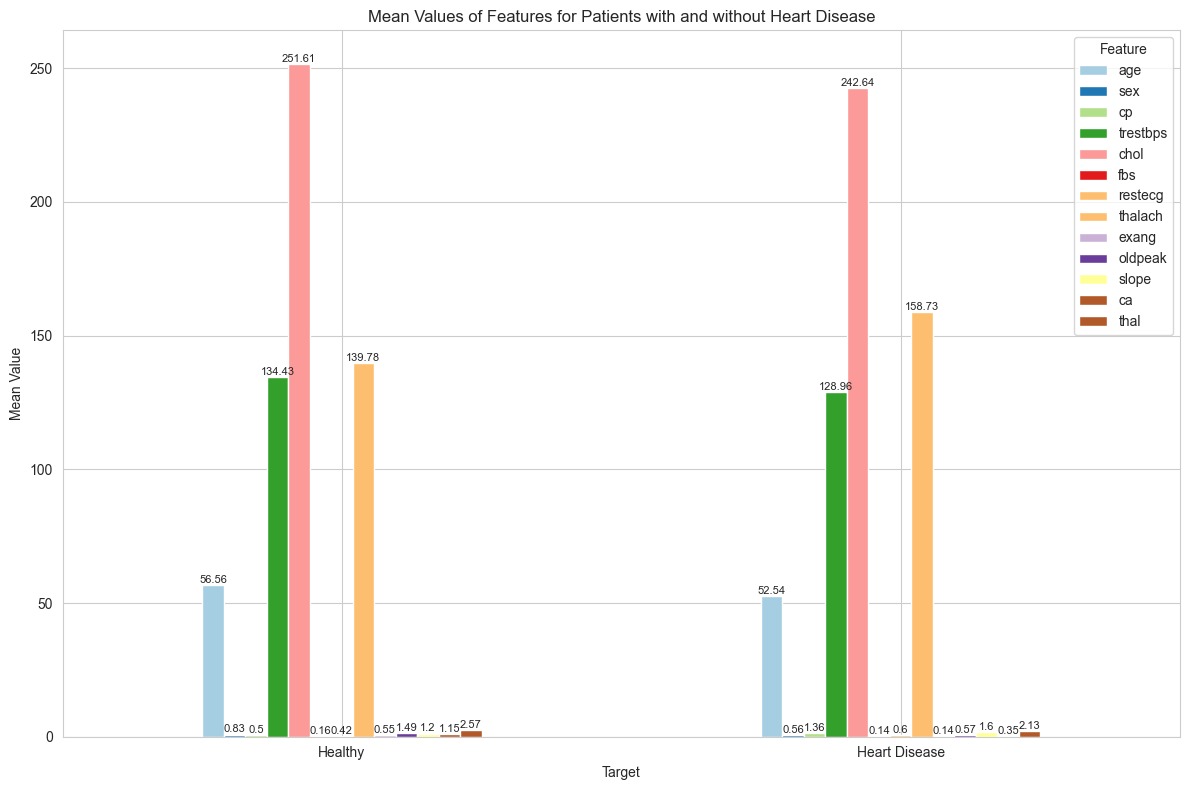 Mean Values of Features for Patients with and without Heart Disease
Feature
age
sex
cp
trestbps
chol
fbs
restecg
thalach
exang
oldpeak
slope
ca
thal
Mean Value
250
200
150
100
50
0
56.56
0.83
0.5
134.43
251.61
0.16
0.42
139.78
0.55
1.49
1.2
1.15
2.57
52.54
0.56
1.36
128.96
242.64
0.14
0.6
158.73
0.14
0.57
1.6
0.35
2.13
Healthy
Heart Disease
Target